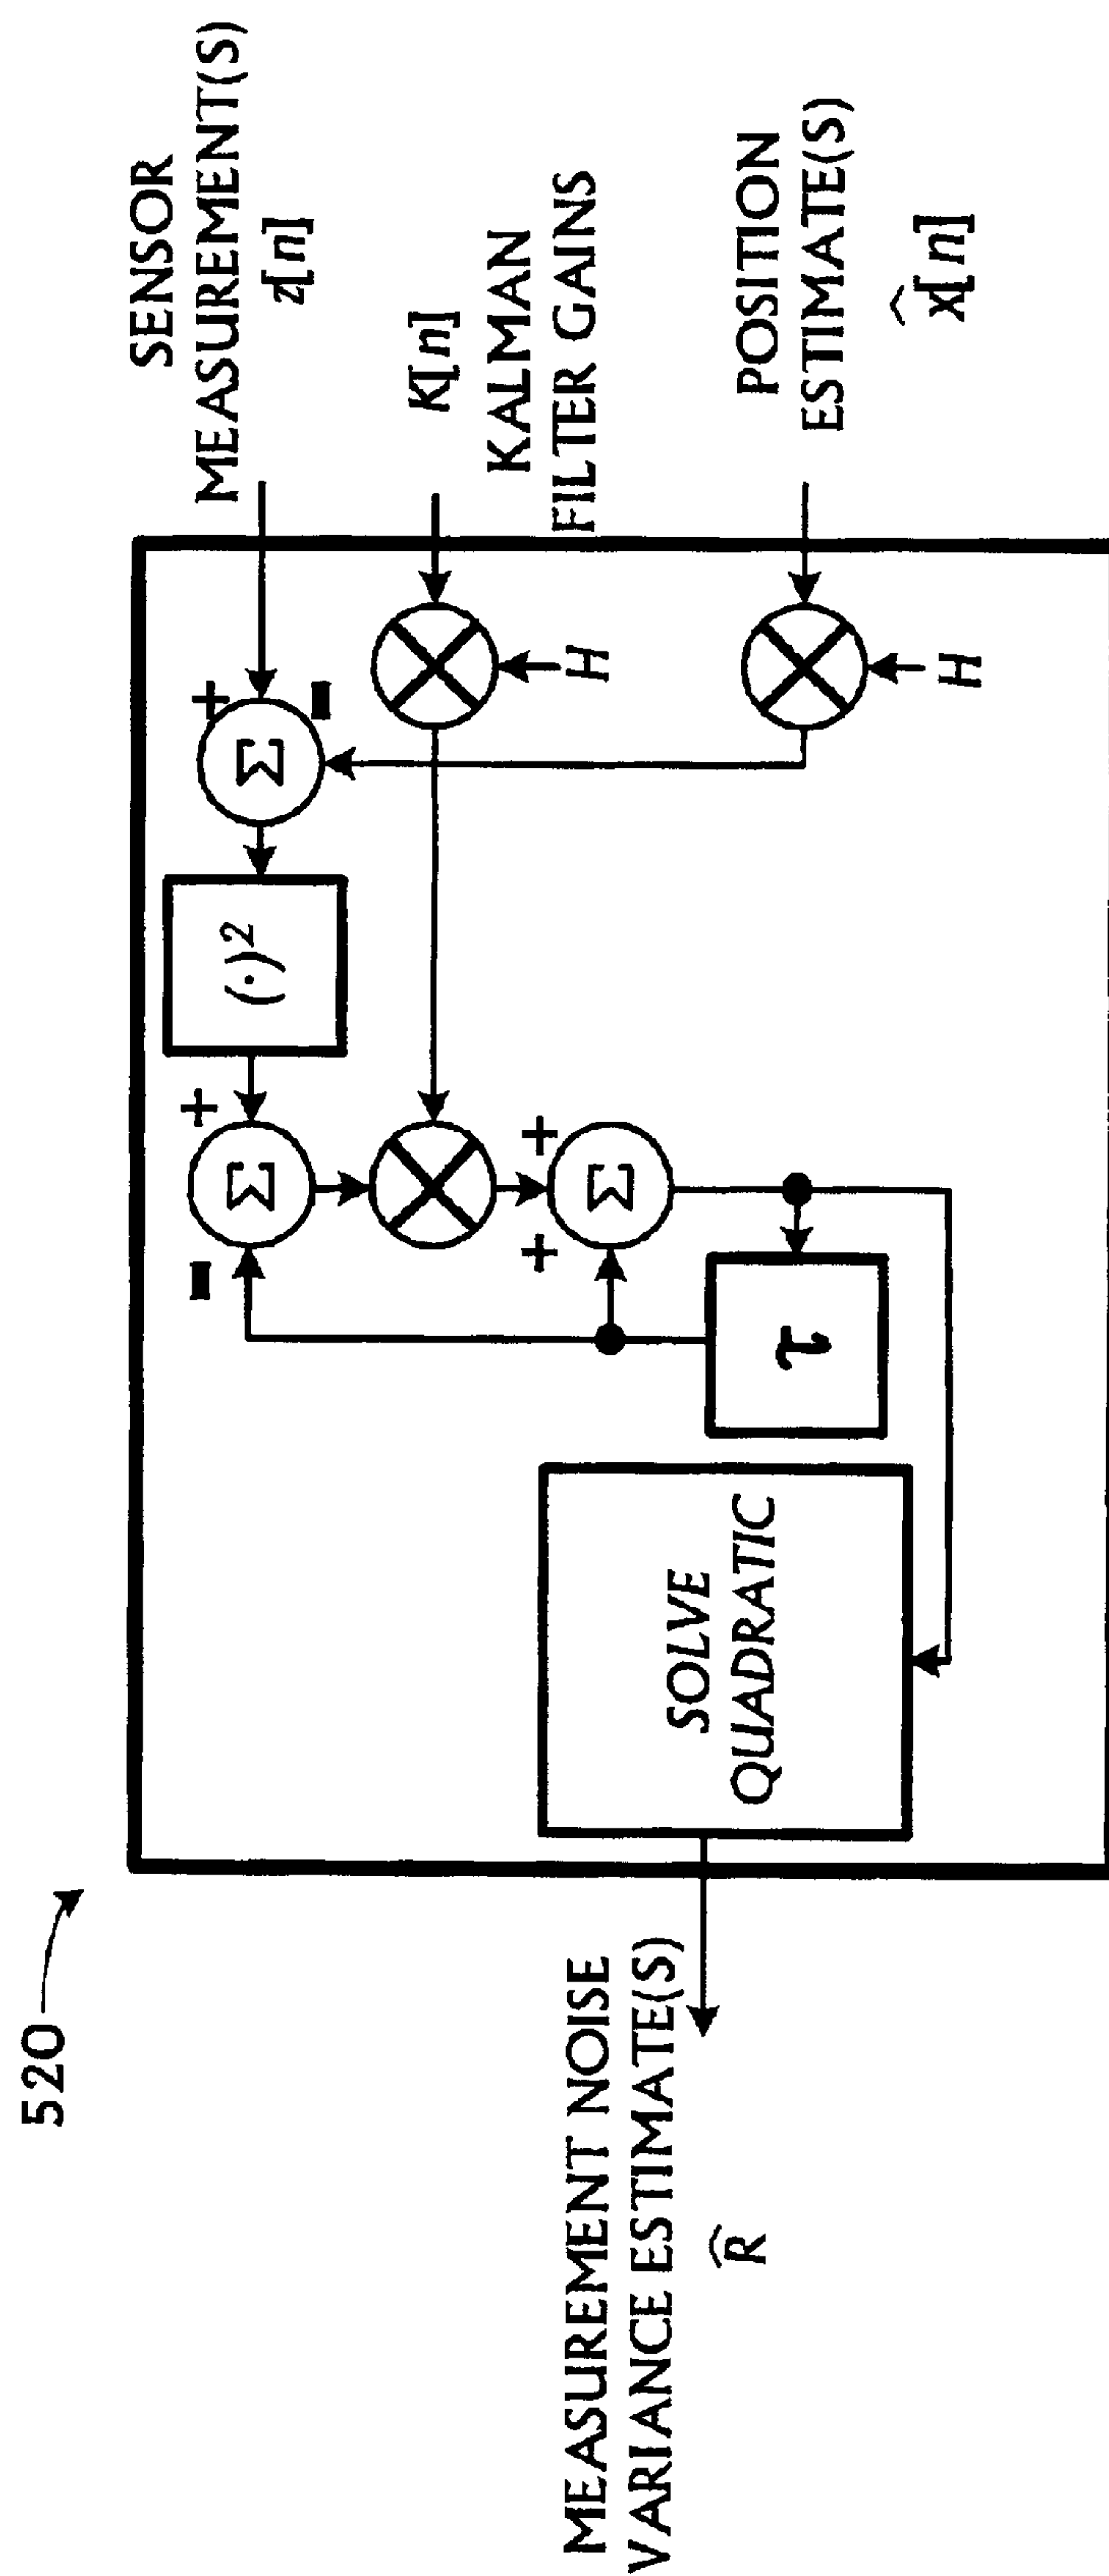 520
SENSOR
MEASUREMENT(S)
z[n]
+
−
Σ
K[n]
KALMAN
FILTER GAINS
H
POSITION
ESTIMATE(S)
x̂[n]
H
(·)²
+
−
Σ
+
+
Σ
τ
SOLVE
QUADRATIC
MEASUREMENT NOISE
VARIANCE ESTIMATE(S)
R̂